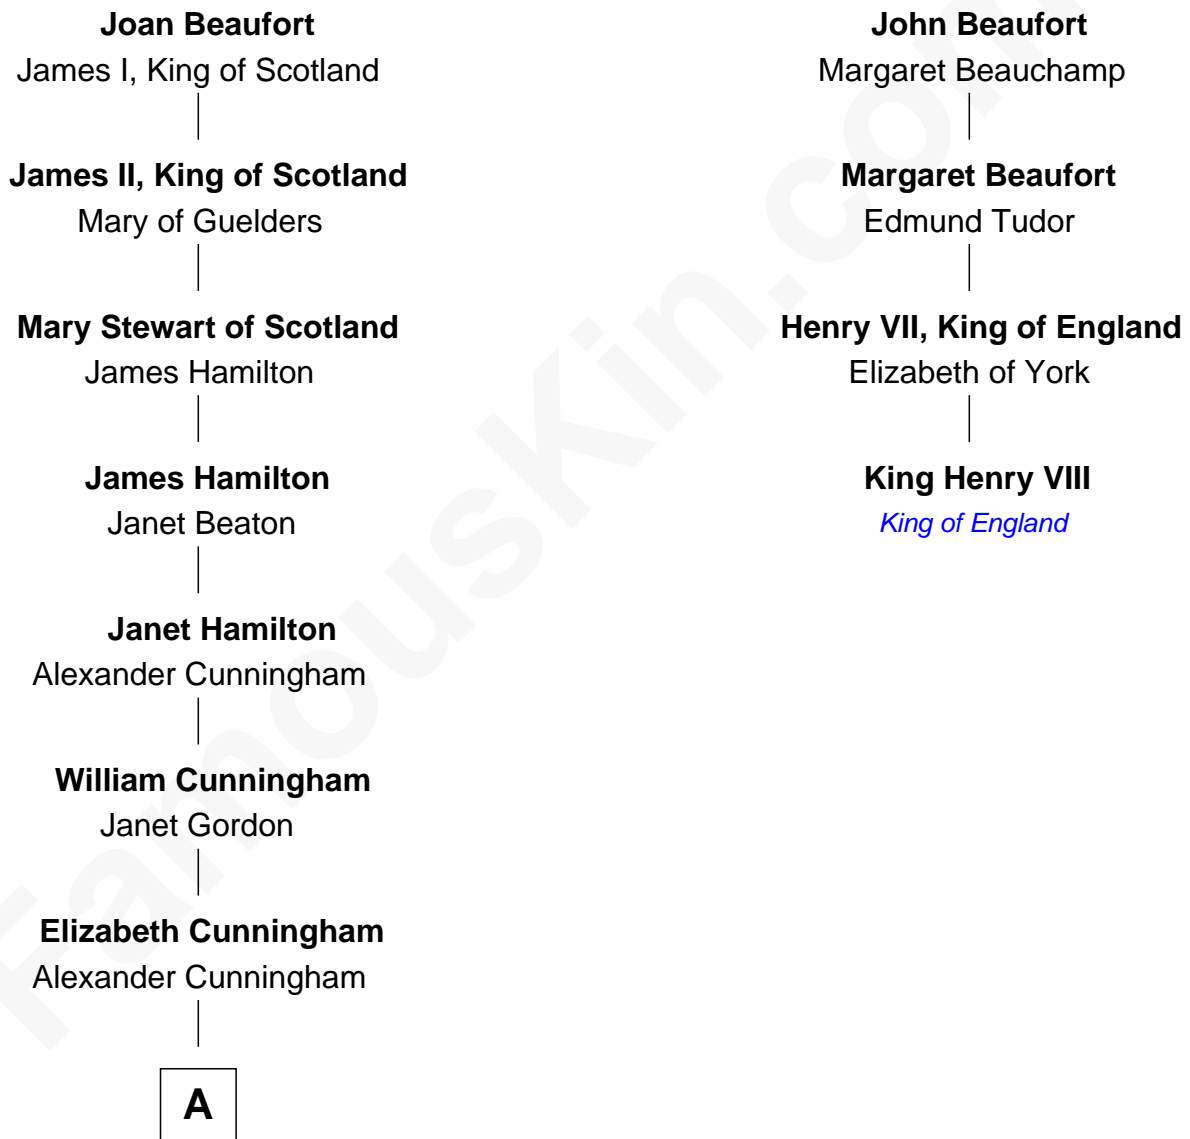 Joan Beaufort
James I, King of Scotland
James II, King of Scotland
Mary of Guelders
Mary Stewart of Scotland
James Hamilton
James Hamilton
Janet Beaton
Janet Hamilton
Alexander Cunningham
William Cunningham
Janet Gordon
Elizabeth Cunningham
Alexander Cunningham
A
John Beaufort
Margaret Beauchamp
Margaret Beaufort
Edmund Tudor
Henry VII, King of England
Elizabeth of York
King Henry VIII
King of England
FamousKin.com